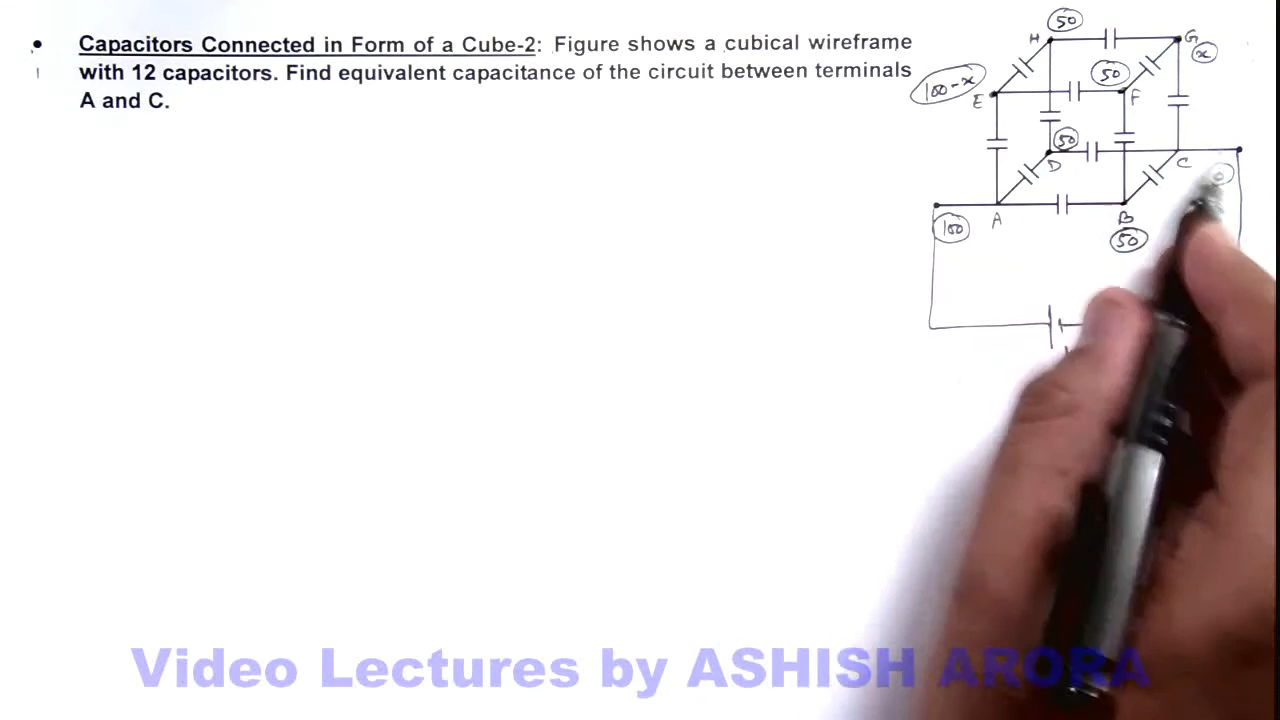 • Capacitors Connected in Form of a Cube-2: Figure shows a cubical wireframe
with 12 capacitors. Find equivalent capacitance of the circuit between terminals
A and C.
50
H
G
x
100-x
50
E
F
50
D
C
0
A
B
100
50
Video Lectures by ASHISH ARORA